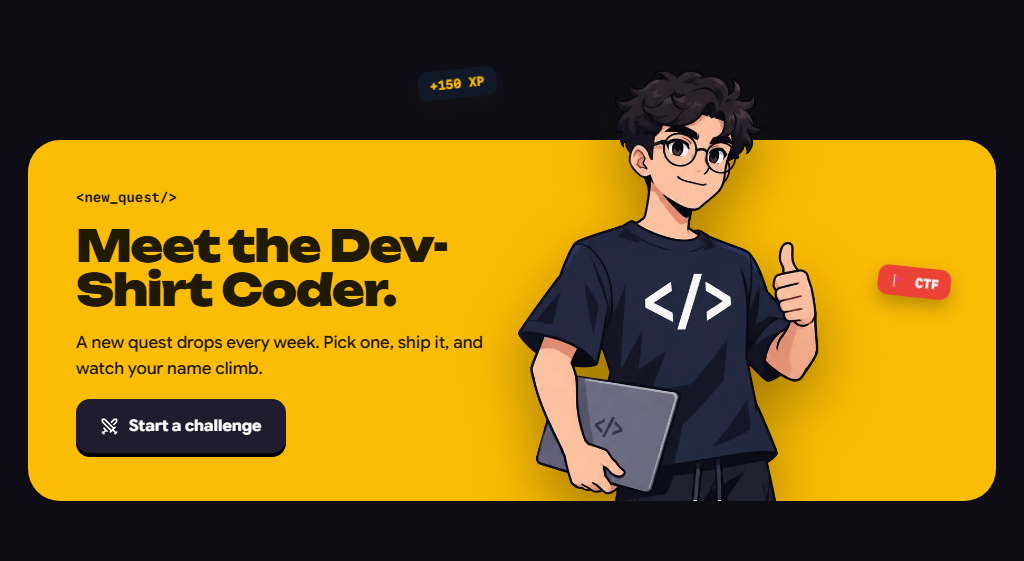 +150 XP
<new_quest/>
Meet the Dev-
Shirt Coder.
A new quest drops every week. Pick one, ship it, and
watch your name climb.
Start a challenge
</>
</>
CTF